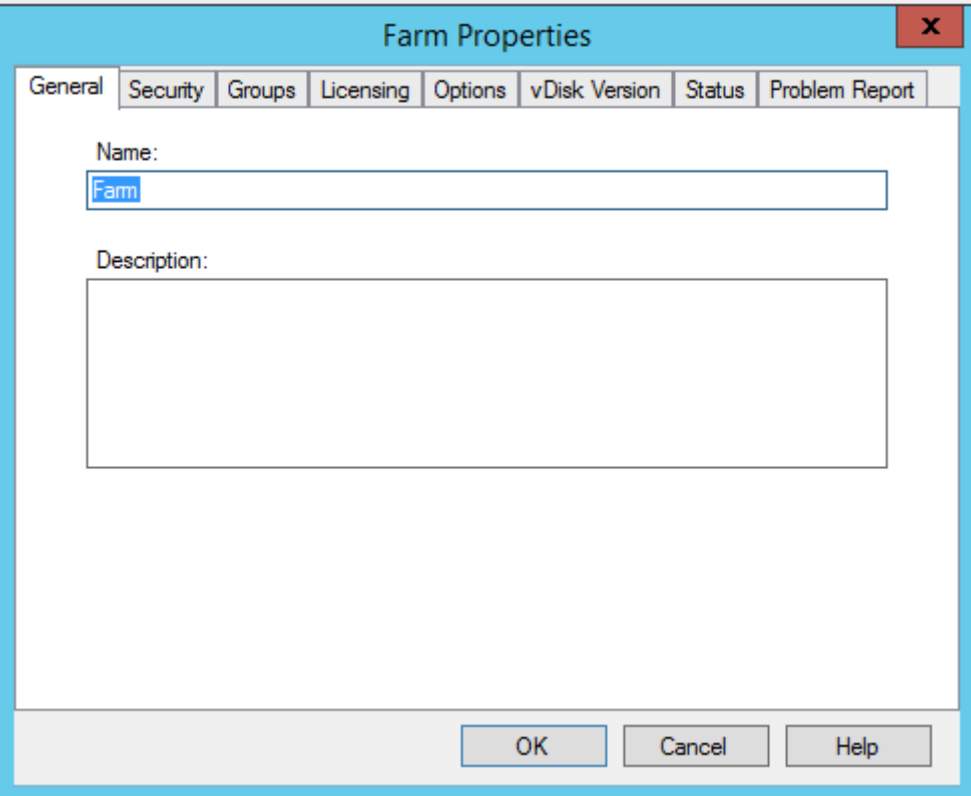 Farm Properties
x
General Security Groups Licensing Options vDisk Version Status Problem Report
Name:
Farm
Description:
OK Cancel Help